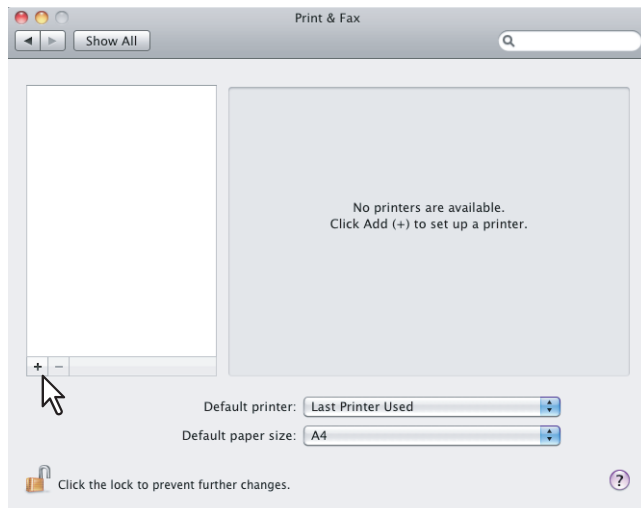 Print & Fax
Show All
No printers are available.
Click Add (+) to set up a printer.
+ −
Default printer: Last Printer Used
Default paper size: A4
Click the lock to prevent further changes.
?